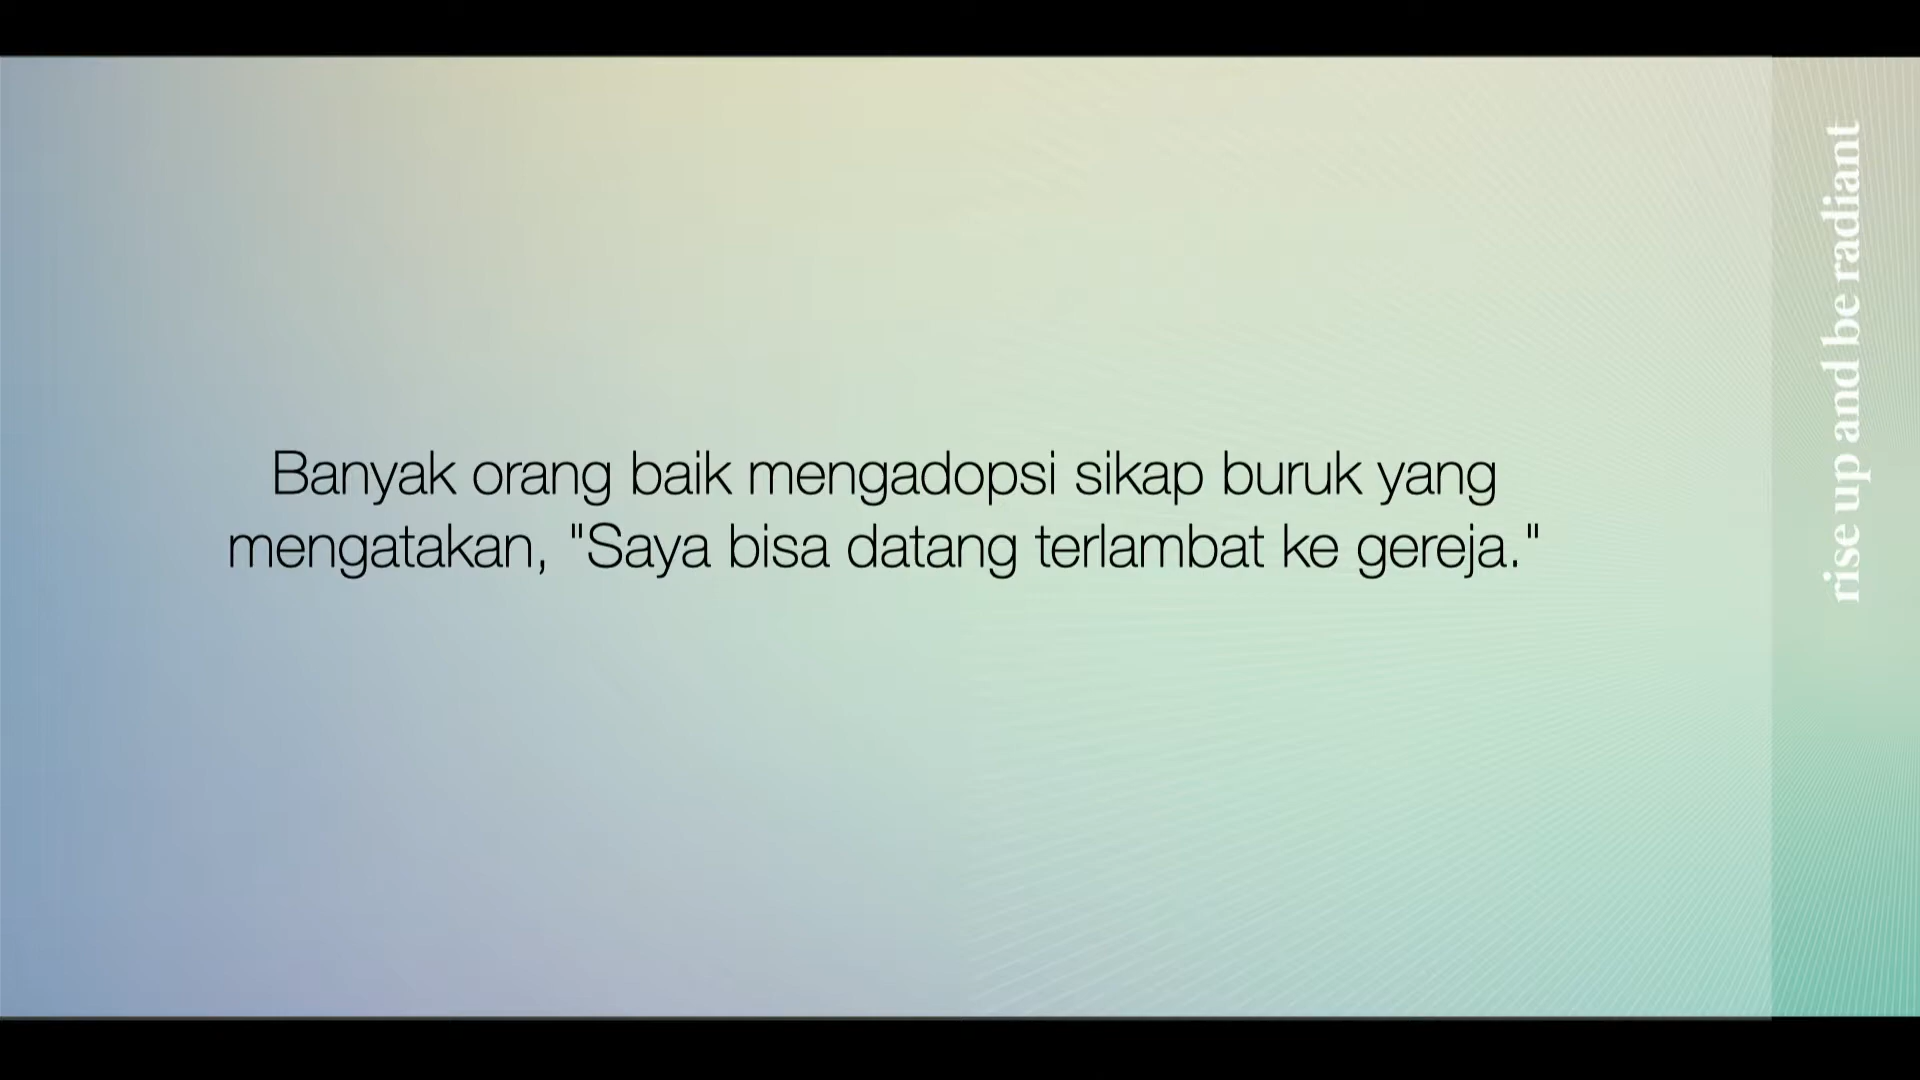 Banyak orang baik mengadopsi sikap buruk yang
mengatakan, "Saya bisa datang terlambat ke gereja."
rise up and be radiant